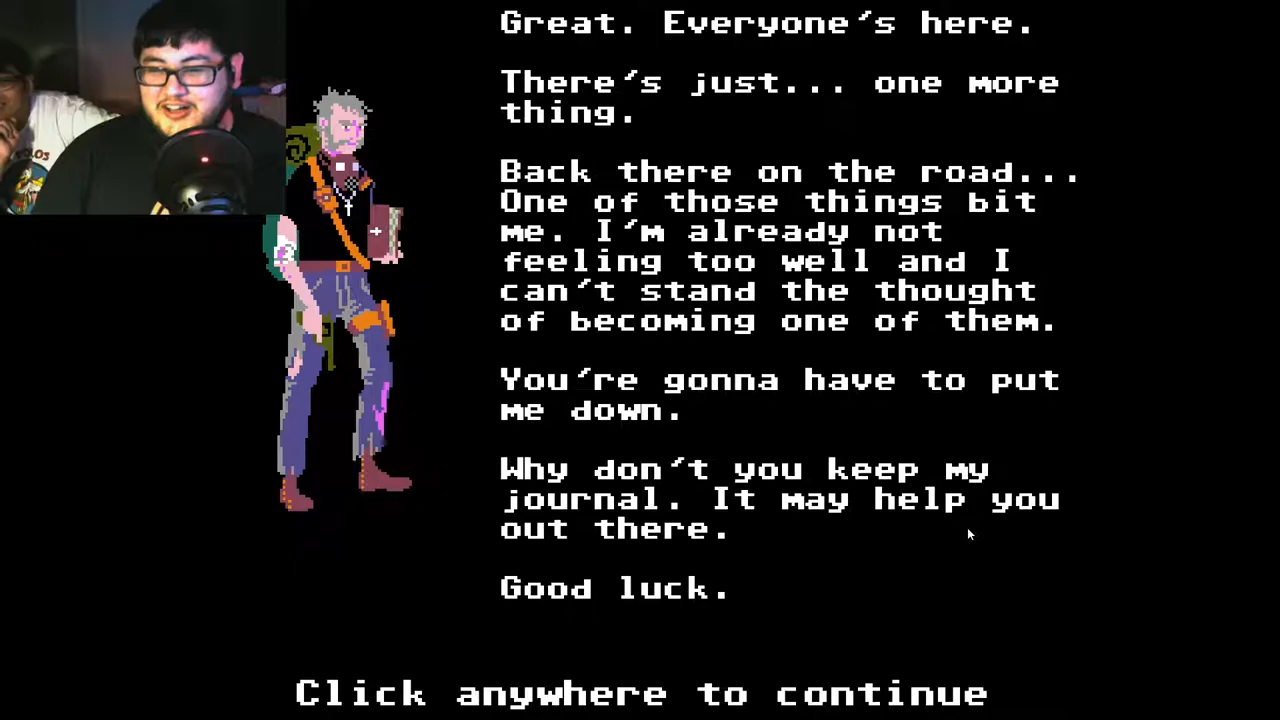 Great. Everyone's here.
There's just... one more
thing.
Back there on the road...
One of those things bit
me. I'm already not
feeling too well and I
can't stand the thought
of becoming one of them.
You're gonna have to put
me down.
Why don't you keep my
journal. It may help you
out there.
Good luck.
Click anywhere to continue